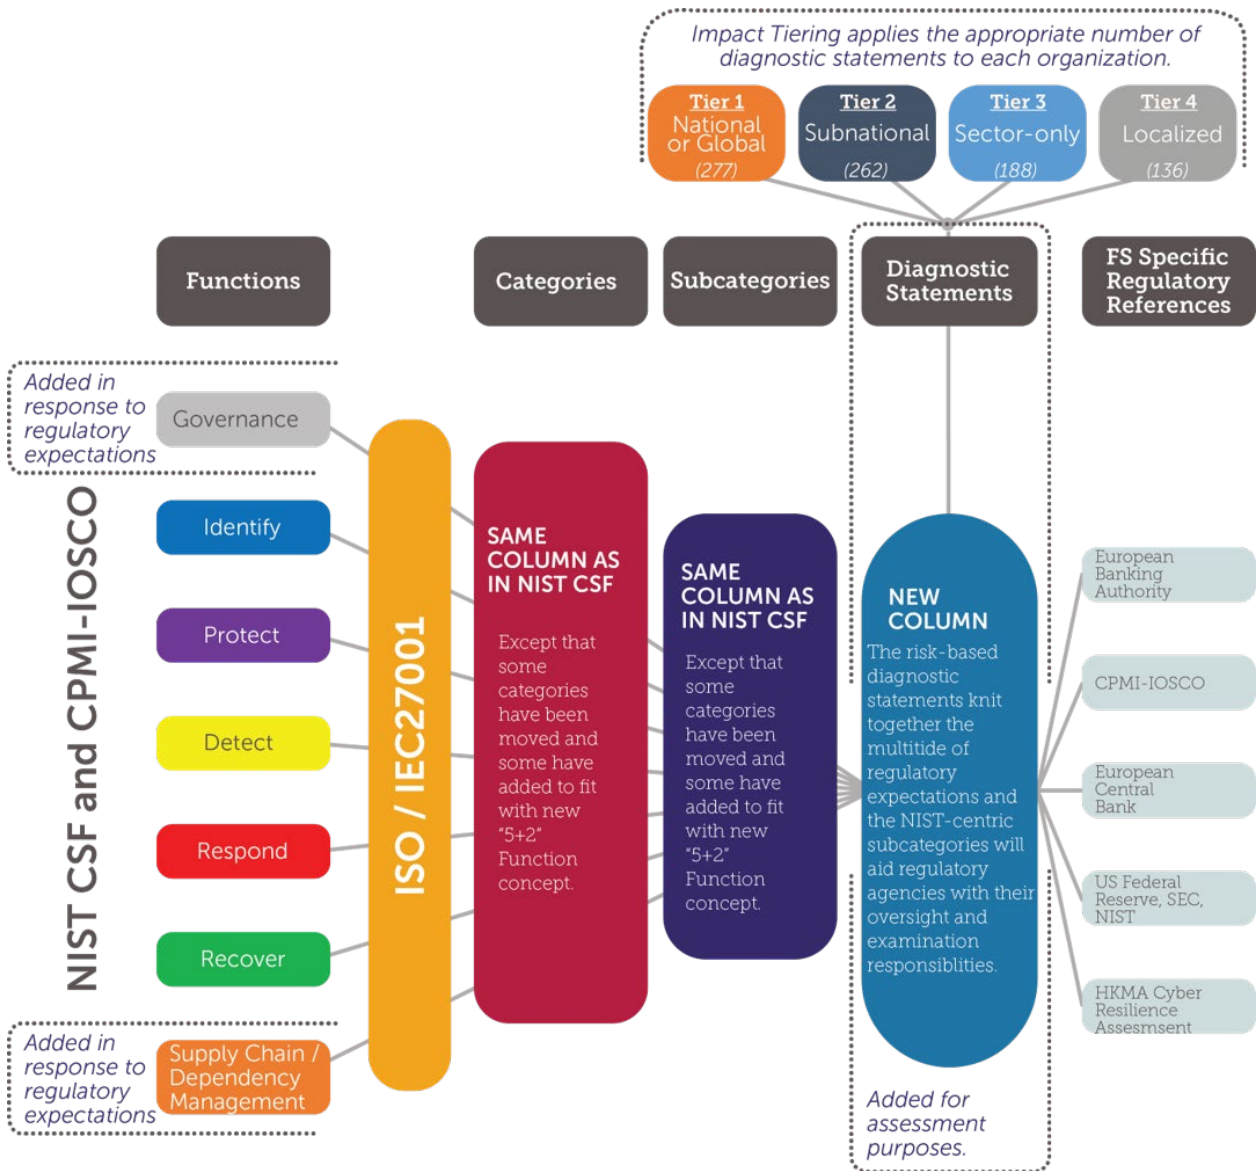 Impact Tiering applies the appropriate number of
diagnostic statements to each organization.
Tier 1
National
or Global
(277)
Tier 2
Subnational
(262)
Tier 3
Sector-only
(188)
Tier 4
Localized
(136)
Functions
Categories
Subcategories
Diagnostic
Statements
FS Specific
Regulatory
References
NIST CSF and CPMI-IOSCO
Added in
response to
regulatory
expectations
Governance
Identify
Protect
Detect
Respond
Recover
Added in
response to
regulatory
expectations
Supply Chain /
Dependency
Management
ISO / IEC27001
SAME
COLUMN AS
IN NIST CSF
Except that
some
categories
have been
moved and
some have
added to fit
with new
"5+2"
Function
concept.
SAME
COLUMN AS
IN NIST CSF
Except that
some
categories
have been
moved and
some have
added to fit
with new
"5+2"
Function
concept.
NEW
COLUMN
The risk-based
diagnostic
statements knit
together the
multitide of
regulatory
expectations and
the NIST-centric
subcategories will
aid regulatory
agencies with their
oversight and
examination
responsiblities.
Added for
assessment
purposes.
European
Banking
Authority
CPMI-IOSCO
European
Central
Bank
US Federal
Reserve, SEC,
NIST
HKMA Cyber
Resilience
Assesmsent